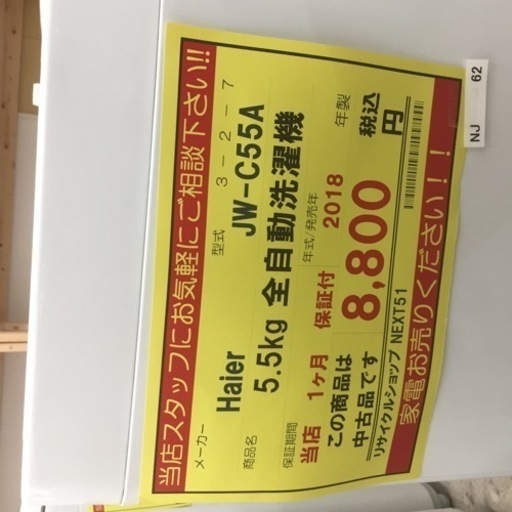 当店スタッフにお気軽にご相談下さい!!
3-2-7
メーカー
Haier
型式
JW-C55A
商品名
5.5kg 全自動洗濯機
保証期間
当店 1ヶ月 保証付
年式/発売年
2018 年製
この商品は
中古品です
8,800 税込 円
リサイクルショップ NEXT51
家電お売りください!!
NJ 62